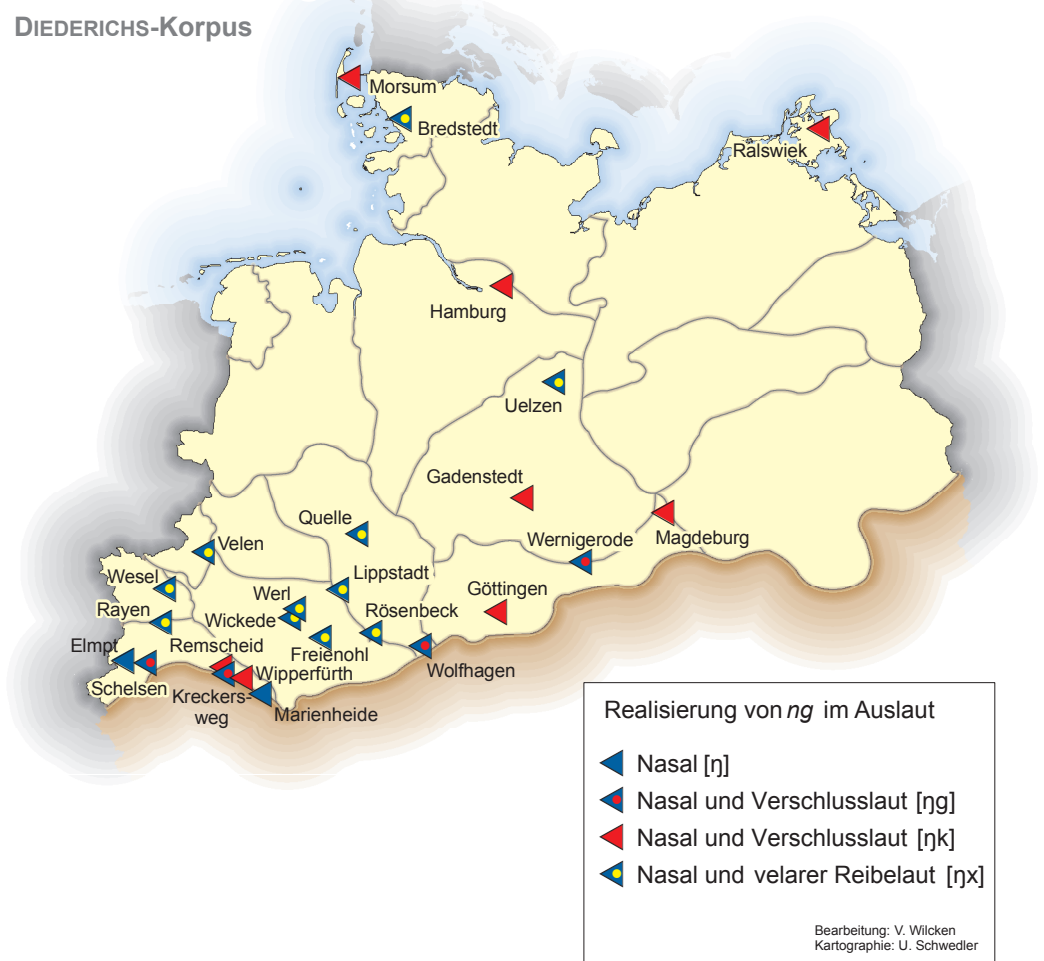 DIEDERICHS-Korpus
Morsum
Bredstedt
Ralswiek
Hamburg
Uelzen
Gadenstedt
Quelle
Velen
Wernigerode
Magdeburg
Wesel
Lippstadt
Göttingen
Werl
Rayen
Wickede
Rösenbeck
Elmpt
Remscheid
Freienohl
Wipperfürth
Wolfhagen
Schelsen
Kreckers-
weg
Marienheide
Realisierung von ng im Auslaut
Nasal [ŋ]
Nasal und Verschlusslaut [ŋg]
Nasal und Verschlusslaut [ŋk]
Nasal und velarer Reibelaut [ŋx]
Bearbeitung: V. Wilcken
Kartographie: U. Schwedler